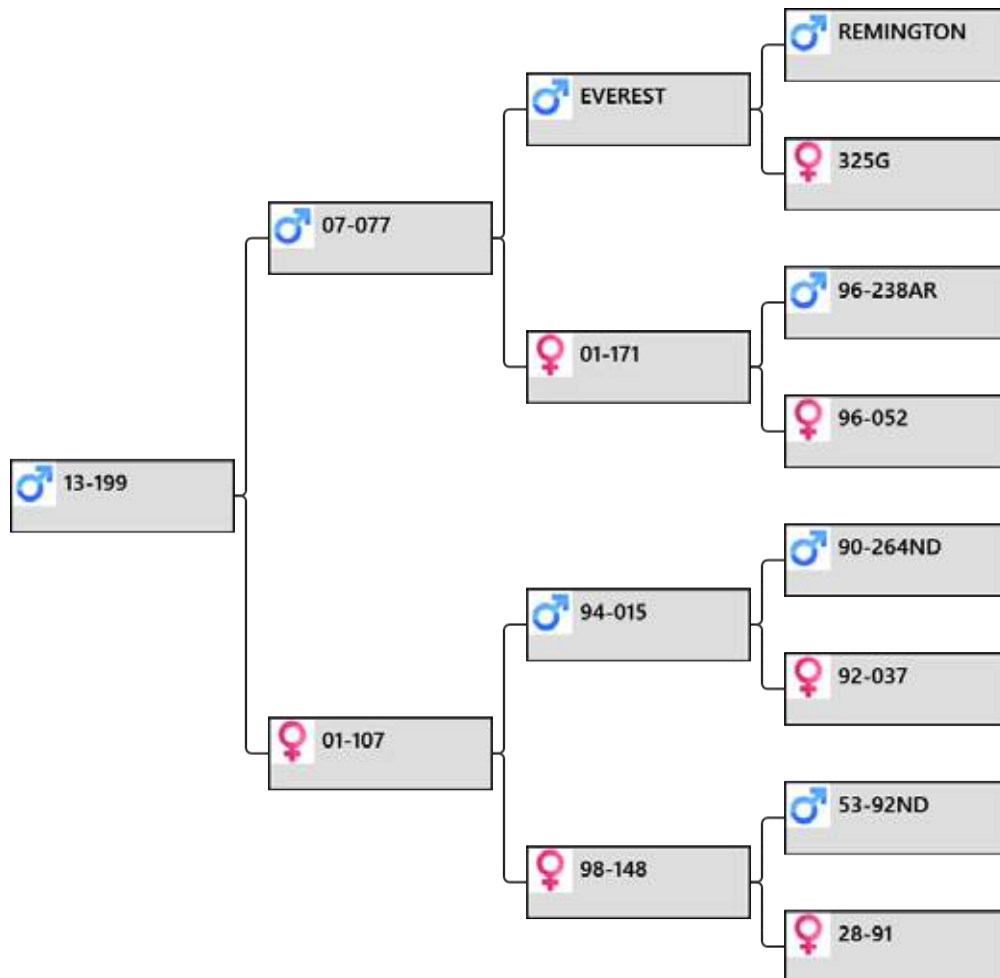 REMINGTON
EVEREST
325G
07-077
96-238AR
01-171
96-052
13-199
90-264ND
94-015
92-037
01-107
53-92ND
98-148
28-91